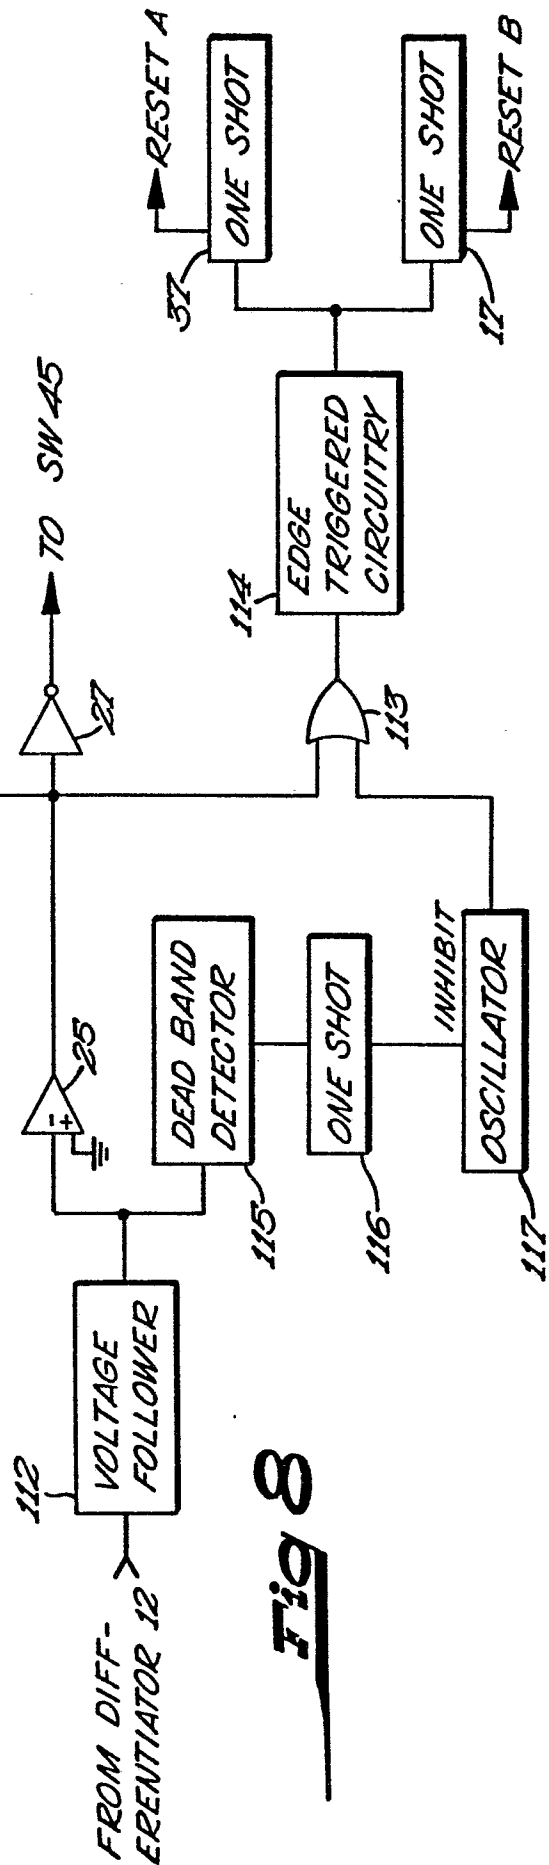 FROM DIFF-
ERENTIATOR 12
112
VOLTAGE
FOLLOWER
25
- +
27
TO SW 45
115
DEAD BAND
DETECTOR
116
ONE SHOT
INHIBIT
117
OSCILLATOR
113
114
EDGE
TRIGGERED
CIRCUITRY
37
ONE SHOT
RESET A
17
ONE SHOT
RESET B
Fig 8